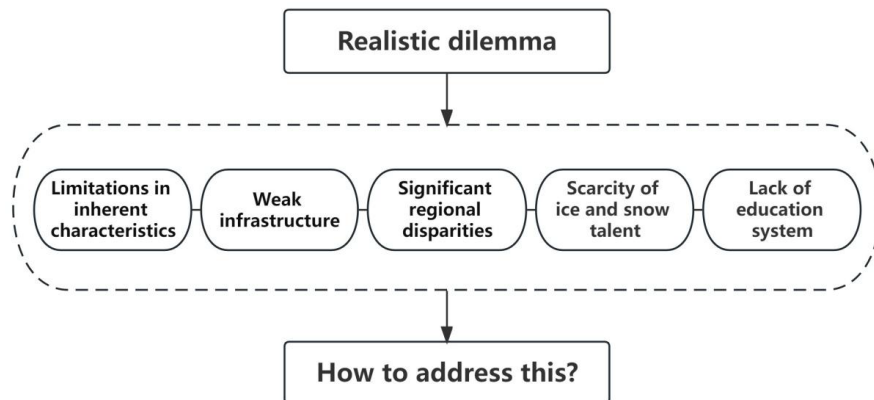 Realistic dilemma
Limitations in
inherent
characteristics
Weak
infrastructure
Significant
regional
disparities
Scarcity of
ice and snow
talent
Lack of
education
system
How to address this?